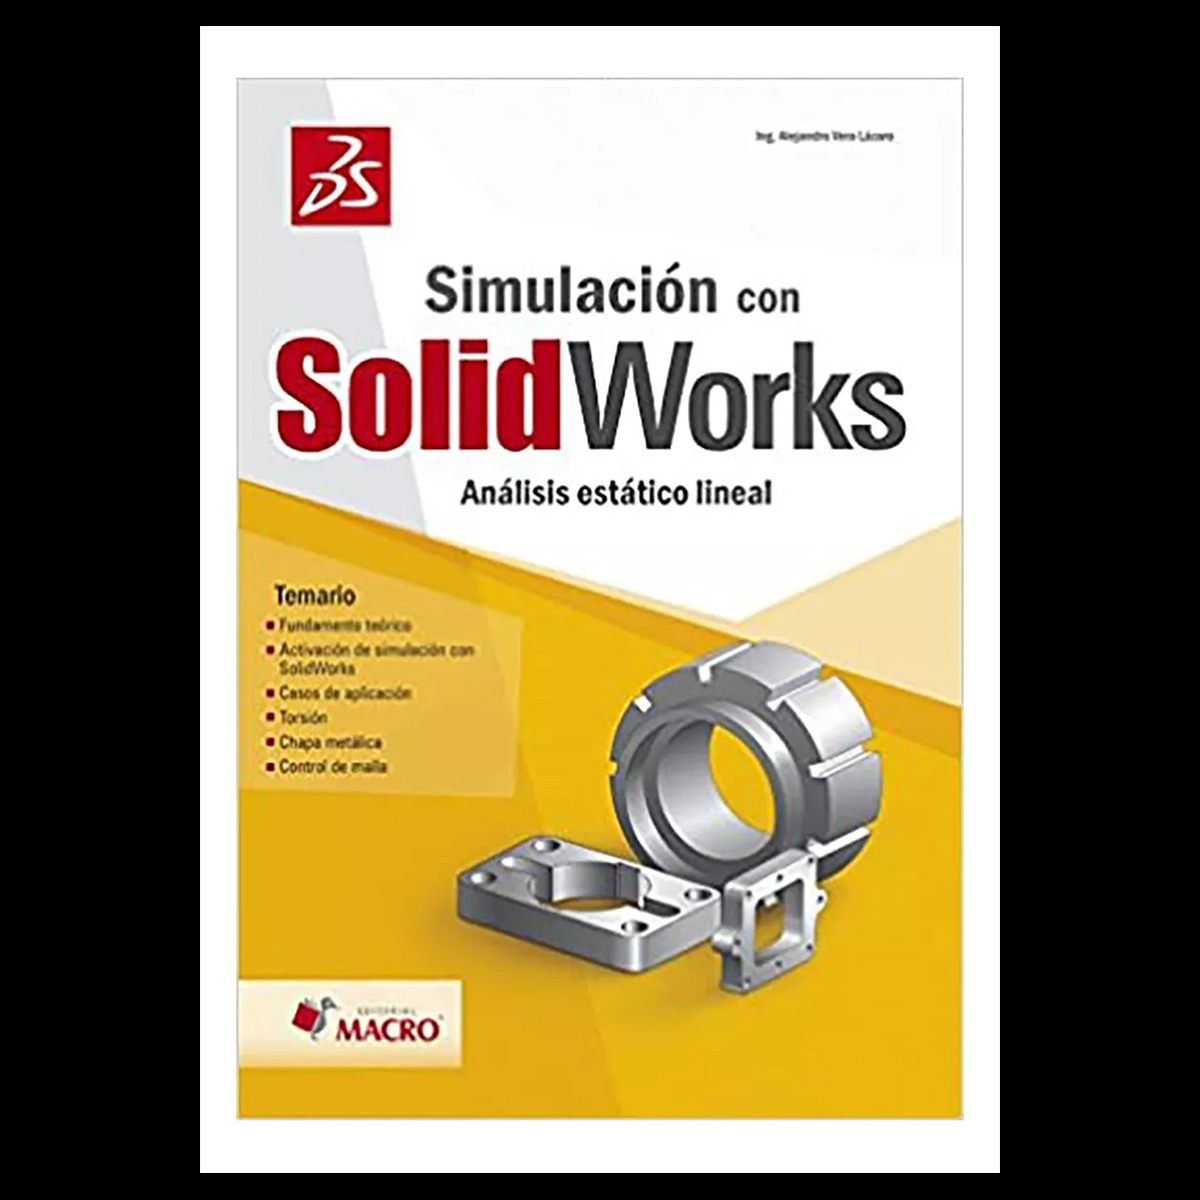 Ing. Alejandro Vera Lázaro
3DS
Simulación con
SolidWorks
Análisis estático lineal
Temario
Fundamento teórico
Activación de simulación con
SolidWorks
Casos de aplicación
Torsión
Chapa metálica
Control de malla
EDITORIAL
MACRO